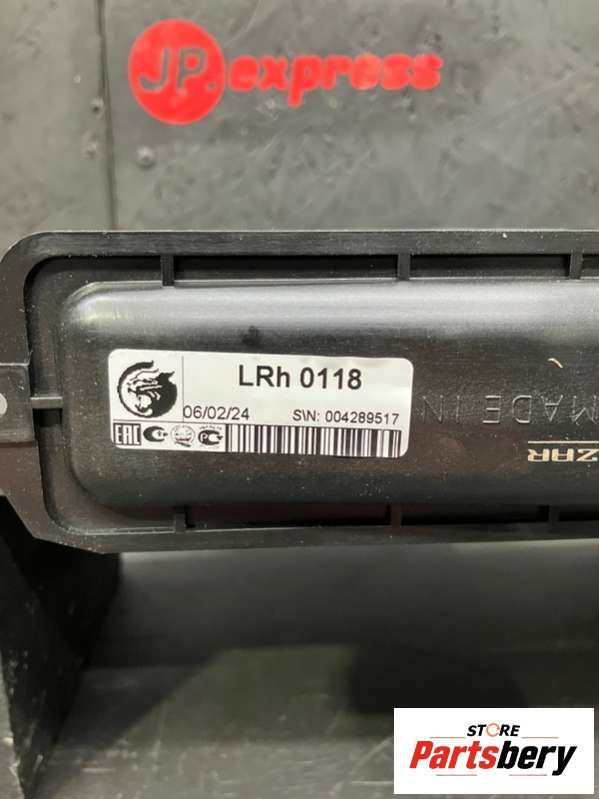 JP.express
LRh 0118
06/02/24 S\N: 004289517
EAC
MADE IN
ZAR
STORE
Partsbery